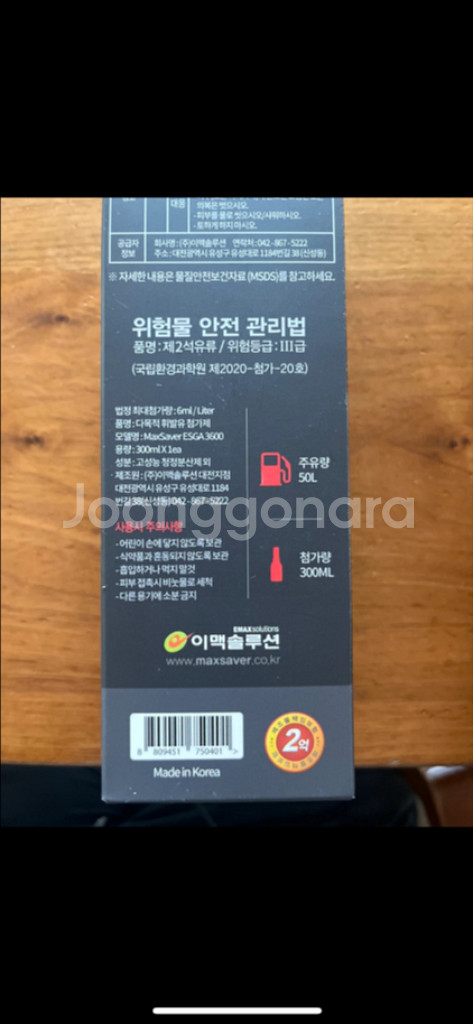 대응
의복은 벗으시오.
- 피부를 물로 씻으시오/샤워하시오.
- 토하게 하지 마시오.
공급자 정보
회사명 : (주)이맥솔루션 연락처 : 042 - 867 - 5222
주소 : 대전광역시 유성구 유성대로 1184번길 38 (신성동)
※ 자세한 내용은 물질안전보건자료(MSDS)를 참고하세요.
위험물 안전 관리법
품명 : 제2석유류 / 위험등급 : III급
(국립환경과학원 제2020-첨가-20호)
법정 최대첨가량 : 6ml / Liter
품명 : 다목적 휘발유 첨가제
모델명 : MaxSaver ESGA 3600
용량 : 300ml X 1ea
성분 : 고성능 청정분산제 외
제조원 : (주)이맥솔루션 대전지점
대전광역시 유성구 유성대로 1184
번길 38(신성동) 042 - 867 - 5222
주유량
50L
Joonggonara
사용시 주의사항
- 어린이 손에 닿지 않도록 보관
- 식약품과 혼동되지 않도록 보관
- 흡입하거나 먹지 말것
- 피부 접촉시 비눗물로 세척
- 다른 용기에 소분 금지
첨가량
300ML
EMAX solutions
이맥솔루션
www.maxsaver.co.kr
8 809451 750401 >
2억
Made in Korea